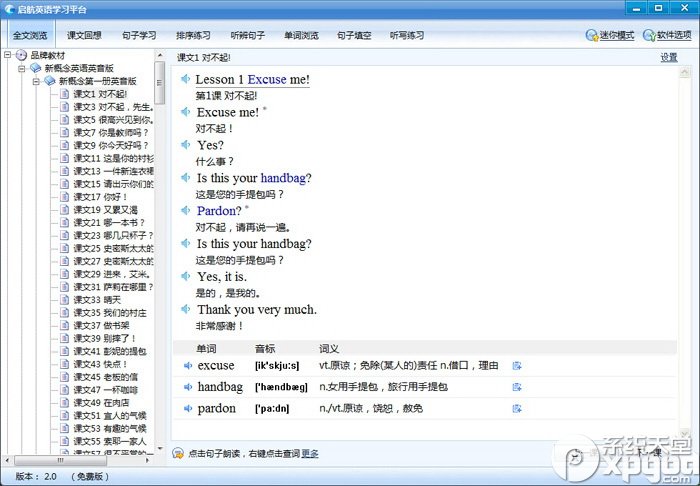 启航英语学习平台
全文浏览 课文回想 句子学习 排序练习 听辨句子 单词浏览 句子填空 听写练习 迷你模式 软件选项
品牌教材
新概念英语英音版
新概念第一册英音版
课文1 对不起!
课文3 对不起，先生。
课文5 很高兴见到你。
课文7 你是教师吗？
课文9 你今天好吗？
课文11 这是你的衬衫
课文13 一件新连衣裙
课文15 请出示你们的
课文17 你好！
课文19 又累又渴
课文21 哪一本书？
课文23 哪几只杯子？
课文25 史密斯太太的
课文27 史密斯太太的
课文29 进来，艾米。
课文31 萨莉在哪里？
课文33 晴天
课文35 我们的村庄
课文37 做书架
课文39 别摔了！
课文41 彭妮的提包
课文43 快点！
课文45 老板的信
课文47 一杯咖啡
课文49 在肉店
课文51 宜人的气候
课文53 有趣的气候
课文55 索耶一家人
课文57 很不平常的一
课文1 对不起!
设置
Lesson 1 Excuse me!
第1课 对不起!
Excuse me! *
对不起！
Yes?
什么事？
Is this your handbag?
这是您的手提包吗？
Pardon? *
对不起，请再说一遍。
Is this your handbag?
这是您的手提包吗？
Yes, it is.
是的，是我的。
Thank you very much.
非常感谢！
单词 音标 词义
excuse [ik'skju:s] vt.原谅；免除(某人的)责任 n.借口，理由
handbag ['hændbæg] n.女用手提包，旅行用手提包
pardon ['pa:dn] n./vt.原谅，饶恕，赦免
点击句子朗读，右键点击查词 更多
版本： 2.0 （免费版）
系统天堂
xpgod.com